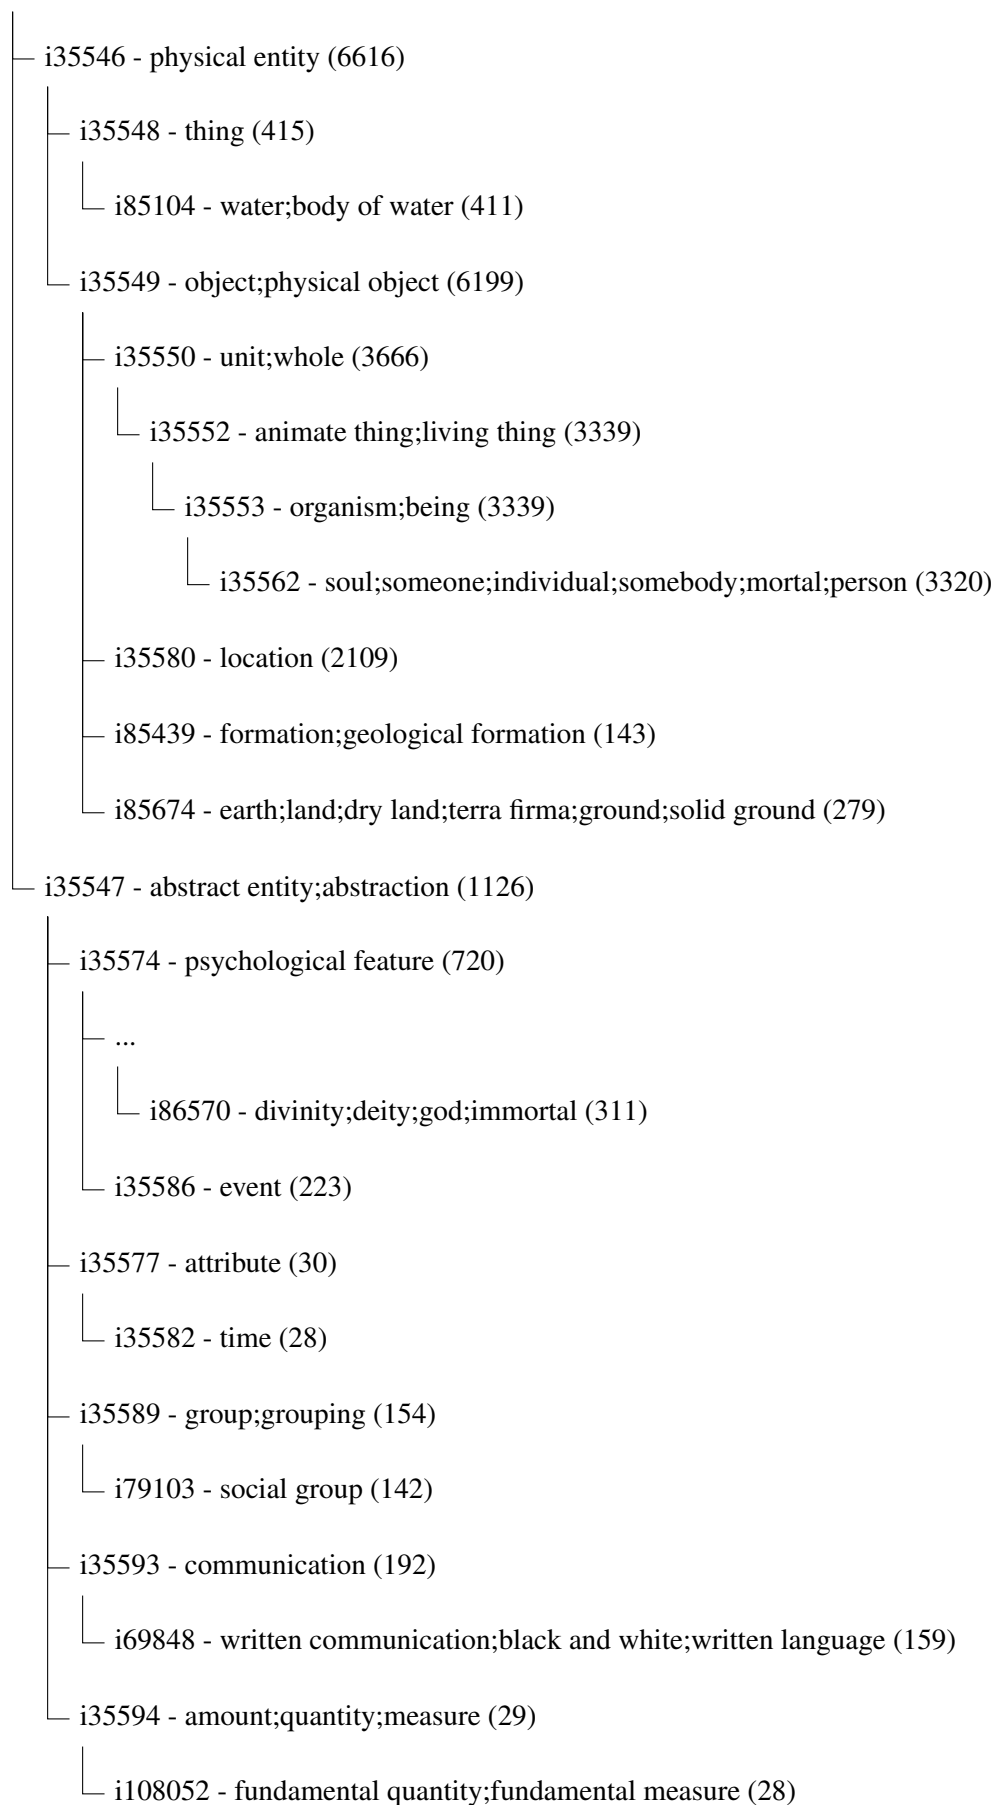 i35546 - physical entity (6616)
i35548 - thing (415)
i85104 - water;body of water (411)
i35549 - object;physical object (6199)
i35550 - unit;whole (3666)
i35552 - animate thing;living thing (3339)
i35553 - organism;being (3339)
i35562 - soul;someone;individual;somebody;mortal;person (3320)
i35580 - location (2109)
i85439 - formation;geological formation (143)
i85674 - earth;land;dry land;terra firma;ground;solid ground (279)
i35547 - abstract entity;abstraction (1126)
i35574 - psychological feature (720)
...
i86570 - divinity;deity;god;immortal (311)
i35586 - event (223)
i35577 - attribute (30)
i35582 - time (28)
i35589 - group;grouping (154)
i79103 - social group (142)
i35593 - communication (192)
i69848 - written communication;black and white;written language (159)
i35594 - amount;quantity;measure (29)
i108052 - fundamental quantity;fundamental measure (28)